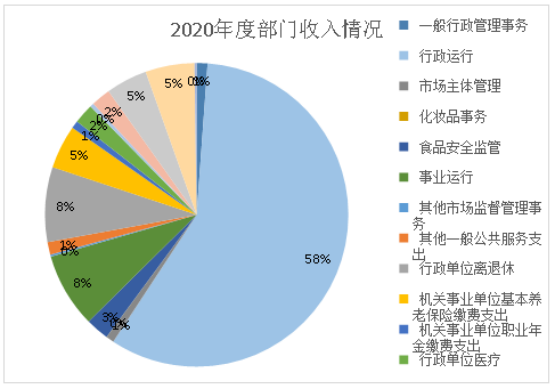 2020年度部门收入情况
一般行政管理事务
行政运行
市场主体管理
化妆品事务
食品安全监管
事业运行
其他市场监督管理事
务
其他一般公共服务支
出
行政单位离退休
机关事业单位基本养
老保险缴费支出
机关事业单位职业年
金缴费支出
行政单位医疗
0%
1%
58%
1%
0%
3%
8%
0%
1%
8%
5%
1%
2%
0%
2%
5%
5%